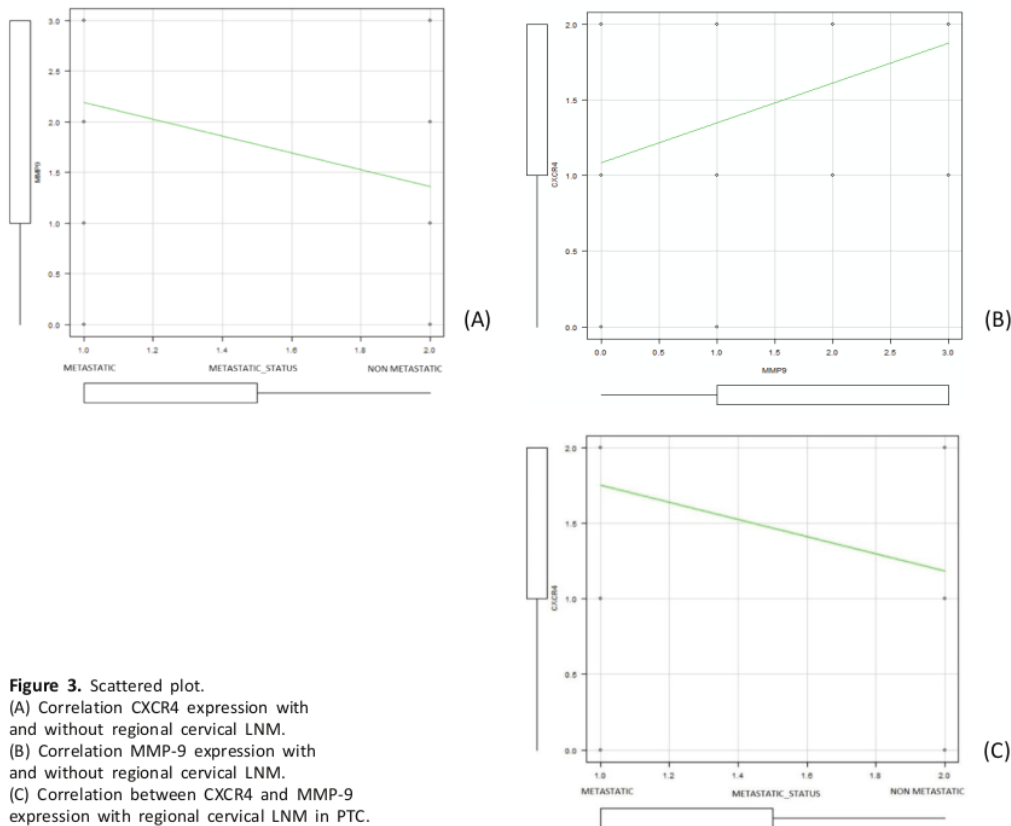 3.0
2.5
2.0
1.5
1.0
0.5
0.0
MMP9
1.0 1.2 1.4 1.6 1.8 2.0
METASTATIC METASTATIC_STATUS NON METASTATIC
(A)
2.0
1.5
1.0
0.5
0.0
CXCR4
0.0 0.5 1.0 1.5 2.0 2.5 3.0
MMP9
(B)
2.0
1.5
1.0
0.5
0.0
CXCR4
1.0 1.2 1.4 1.6 1.8 2.0
METASTATIC METASTATIC_STATUS NON METASTATIC
(C)
Figure 3. Scattered plot.
(A) Correlation CXCR4 expression with
and without regional cervical LNM.
(B) Correlation MMP-9 expression with
and without regional cervical LNM.
(C) Correlation between CXCR4 and MMP-9
expression with regional cervical LNM in PTC.